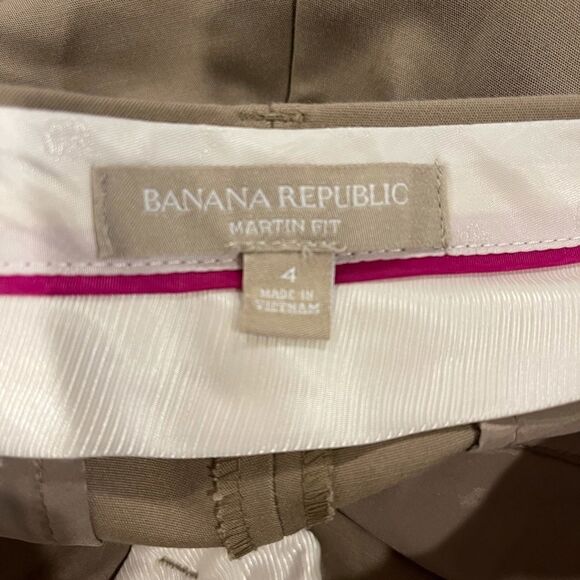 BANANA REPUBLIC
MARTIN FIT
4
MADE IN
VIETNAM